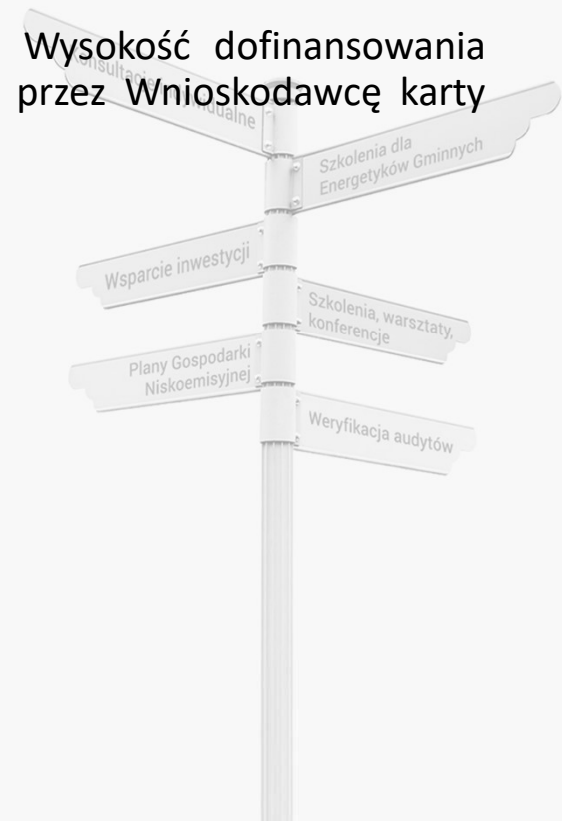 Wysokość dofinansowania
przez Wnioskodawcę karty
Szkolenia dla
Energetyków Gminnych
Wsparcie inwestycji
Szkolenia, warsztaty,
konferencje
Plany Gospodarki
Niskoemisyjnej
Weryfikacja audytów